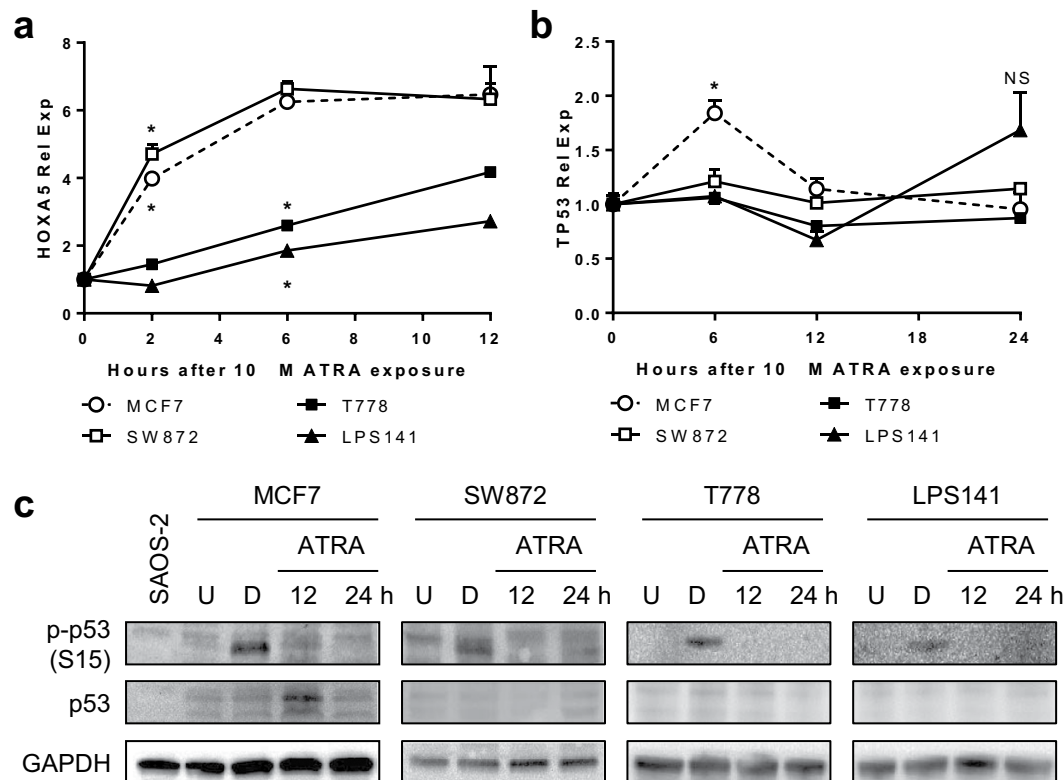 a
HOXA5 Rel Exp
8
6
4
2
0
*
*
*
*
0 2 4 6 8 10 12
Hours after 10 M ATRA exposure
MCF7 T778
SW872 LPS141
b
TP53 Rel Exp
2.5
2.0
1.5
1.0
0.5
0.0
*
NS
0 6 12 18 24
Hours after 10 M ATRA exposure
MCF7 T778
SW872 LPS141
c
MCF7 SW872 T778 LPS141
SAOS-2
ATRA ATRA ATRA ATRA
U D 12 24 h U D 12 24 h U D 12 24 h U D 12 24 h
p-p53
(S15)
p53
GAPDH